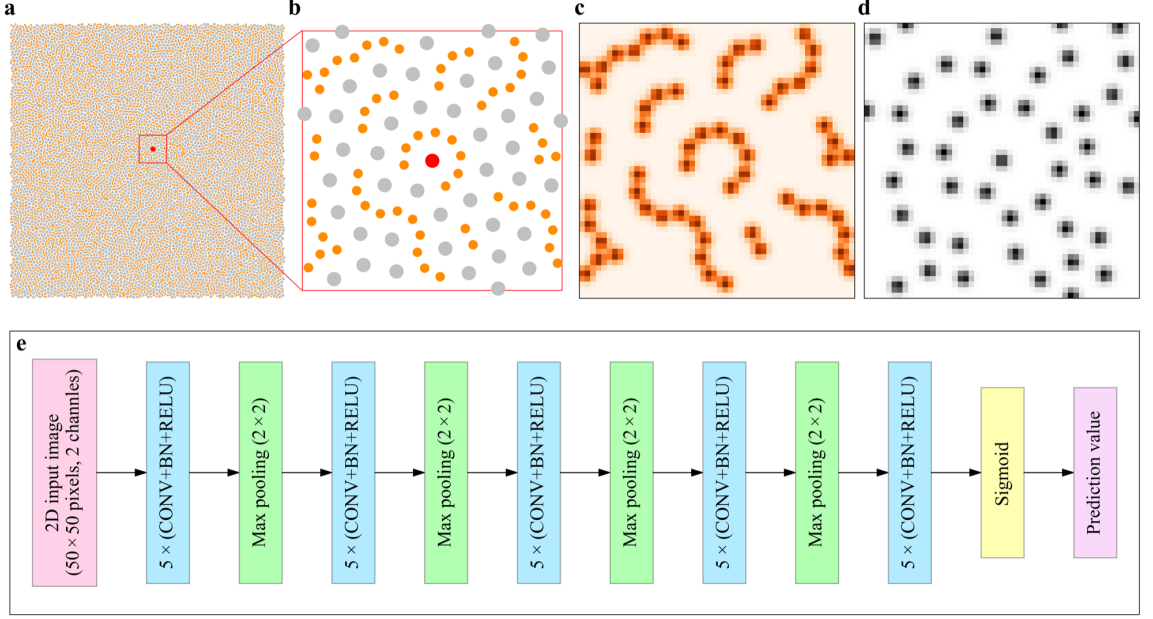 a
b
c
d
e
2D input image
(50 × 50 pixels, 2 channles)
5 × (CONV+BN+RELU)
Max pooling (2 × 2)
5 × (CONV+BN+RELU)
Max pooling (2 × 2)
5 × (CONV+BN+RELU)
Max pooling (2 × 2)
5 × (CONV+BN+RELU)
Max pooling (2 × 2)
5 × (CONV+BN+RELU)
Sigmoid
Prediction value